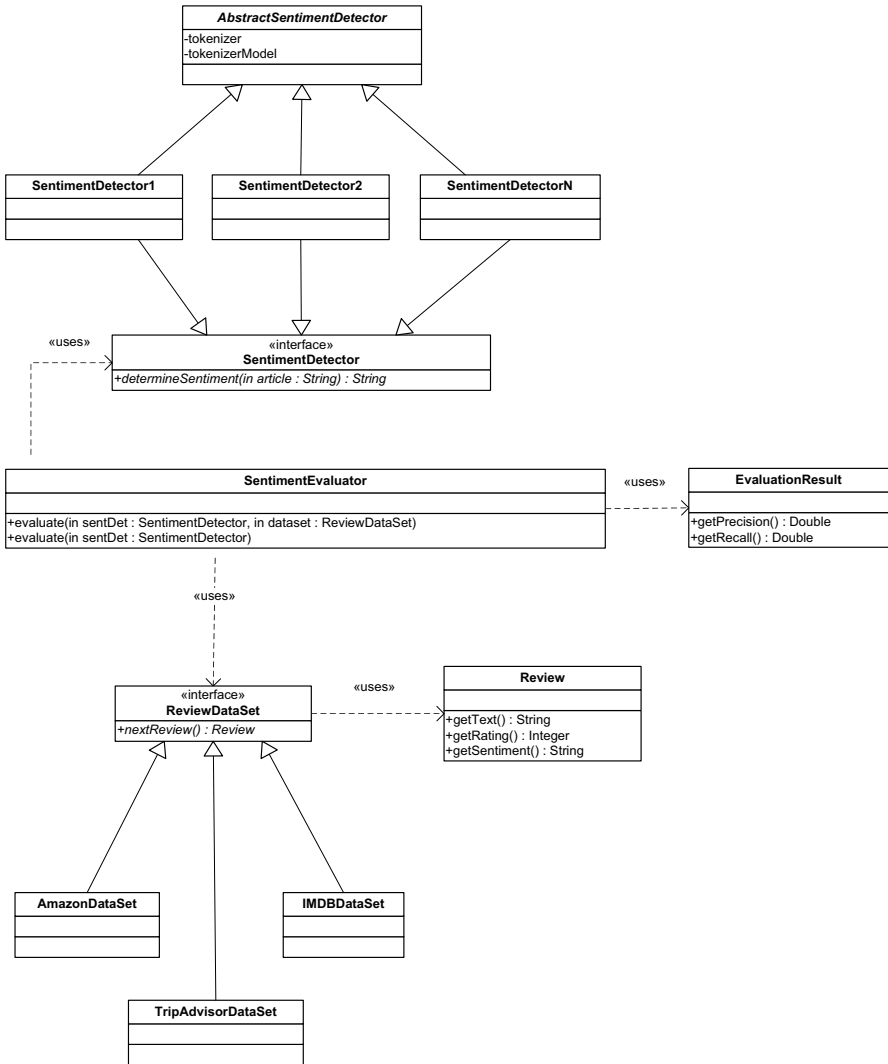 AbstractSentimentDetector
-tokenizer
-tokenizerModel
SentimentDetector1
SentimentDetector2
SentimentDetectorN
«uses»
«interface»
SentimentDetector
+determineSentiment(in article : String) : String
SentimentEvaluator
+evaluate(in sentDet : SentimentDetector, in dataset : ReviewDataSet)
+evaluate(in sentDet : SentimentDetector)
«uses»
EvaluationResult
+getPrecision() : Double
+getRecall() : Double
«uses»
«interface»
ReviewDataSet
+nextReview() : Review
«uses»
Review
+getText() : String
+getRating() : Integer
+getSentiment() : String
AmazonDataSet
IMDBDataSet
TripAdvisorDataSet